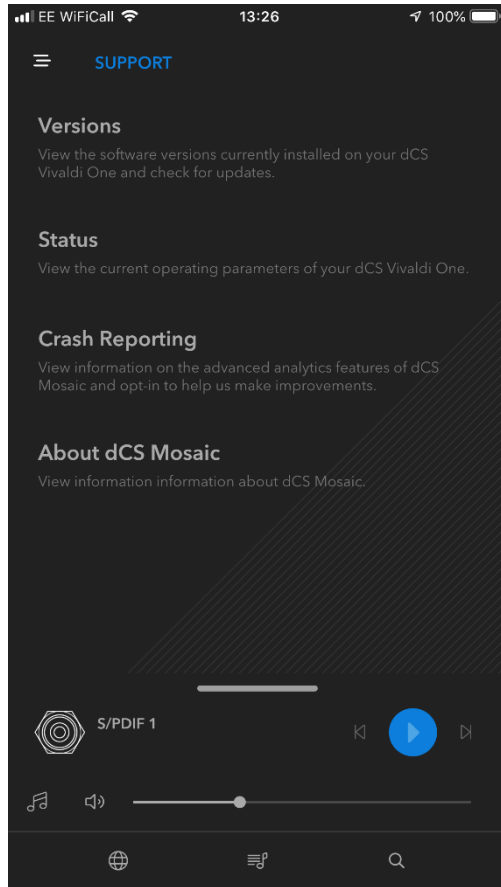 EE WiFiCall 13:26 100%
SUPPORT
Versions
View the software versions currently installed on your dCS
Vivaldi One and check for updates.
Status
View the current operating parameters of your dCS Vivaldi One.
Crash Reporting
View information on the advanced analytics features of dCS
Mosaic and opt-in to help us make improvements.
About dCS Mosaic
View information information about dCS Mosaic.
S/PDIF 1